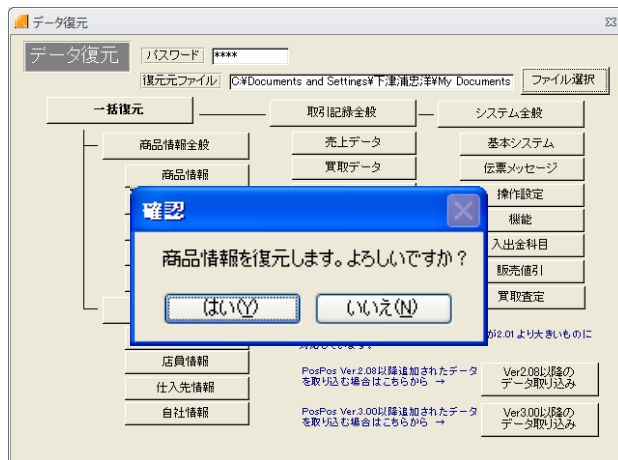 データ復元
データ復元
パスワード ****
復元元ファイル C:¥Documents and Settings¥下津浦忠洋¥My Documents ファイル選択
一括復元 取引記録全般 システム全般
商品情報全般 売上データ 基本システム
商品情報 買取データ 伝票メッセージ
操作設定
確認
機能
商品情報を復元します。よろしいですか？
入出金科目
販売値引
はい(Y) いいえ(N)
買取査定
が2.01より大きいものに
店員情報
PosPos Ver.2.08以降追加されたデータ
を取り込む場合はこちらから →
Ver2.08以降の
データ取り込み
仕入先情報
自社情報
PosPos Ver.3.00以降追加されたデータ
を取り込む場合はこちらから →
Ver3.00以降の
データ取り込み